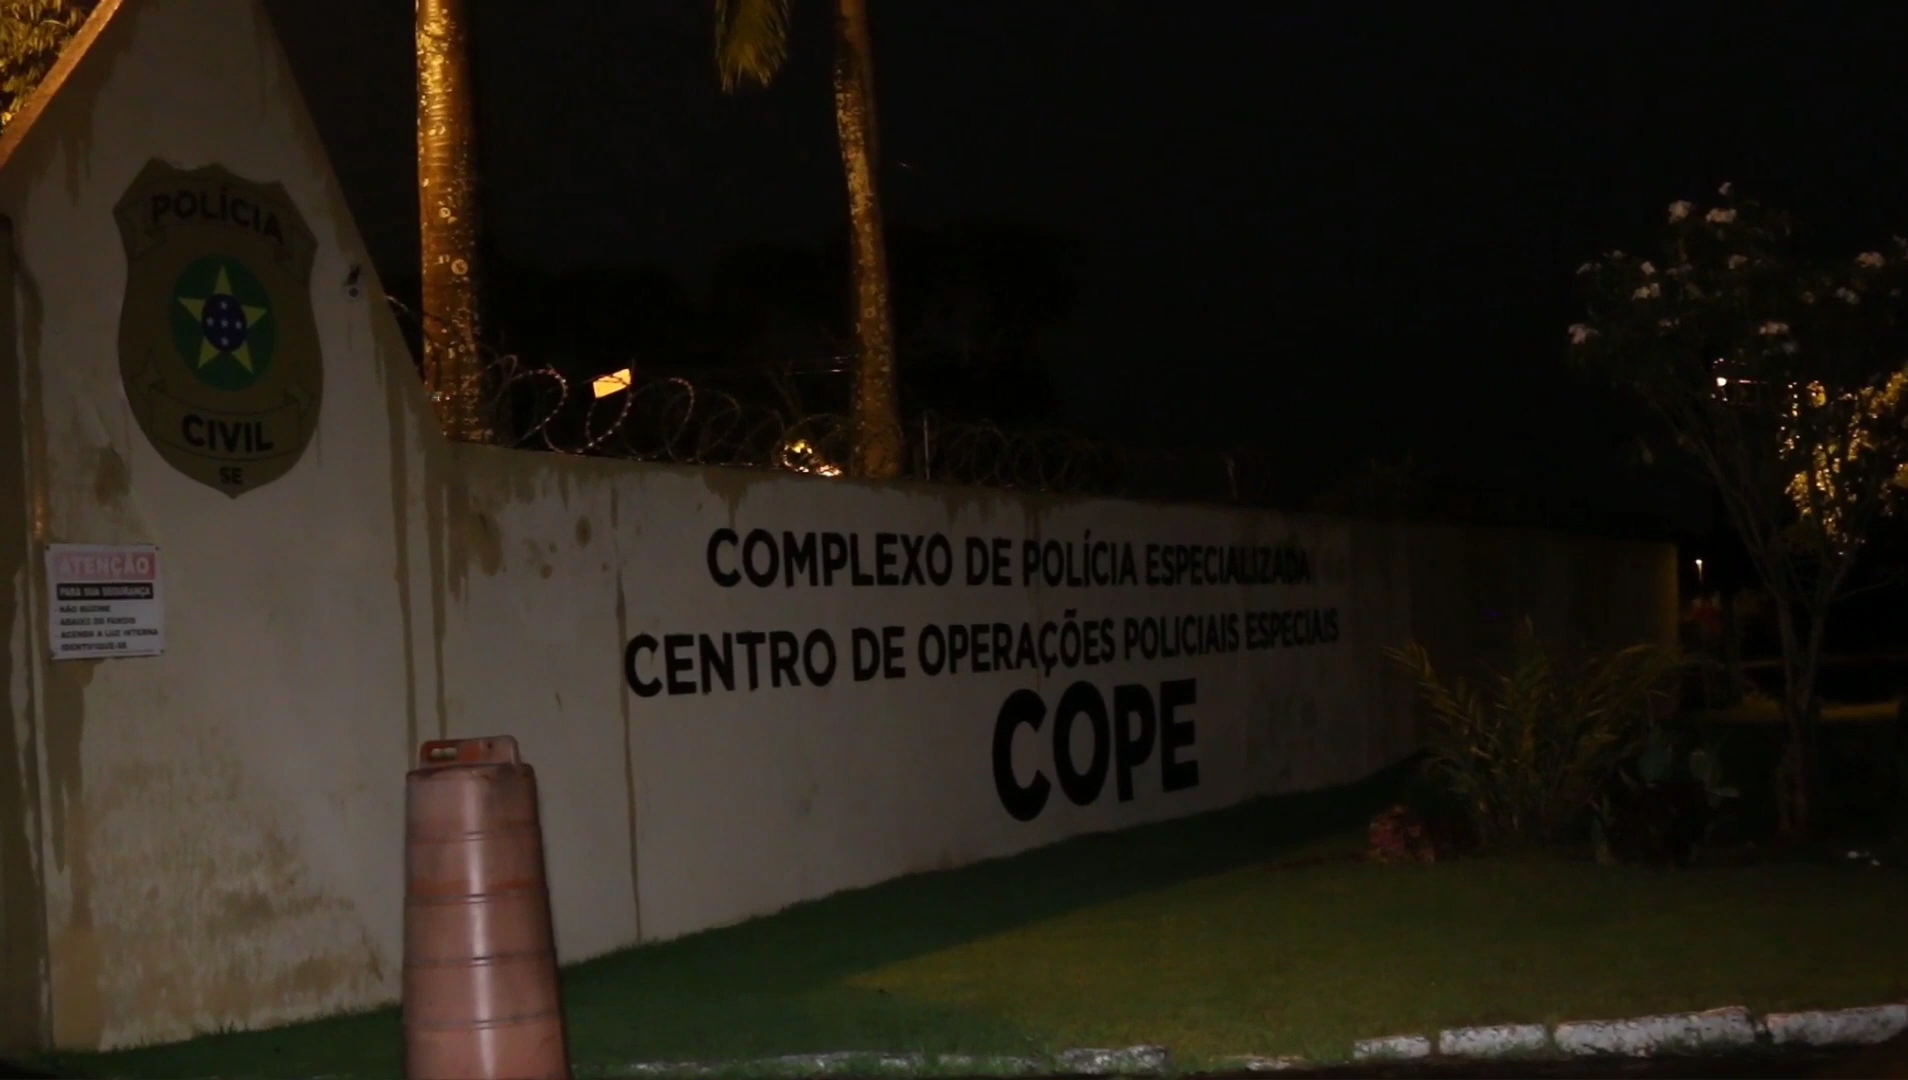 POLÍCIA
CIVIL
SE
ATENÇÃO
PARA SUA SEGURANÇA
- NÃO BUZINE
- ABAIXE OS FARÓIS
- ACENDA A LUZ INTERNA
- IDENTIFIQUE-SE
COMPLEXO DE POLÍCIA ESPECIALIZADA
CENTRO DE OPERAÇÕES POLICIAIS ESPECIAIS
COPE